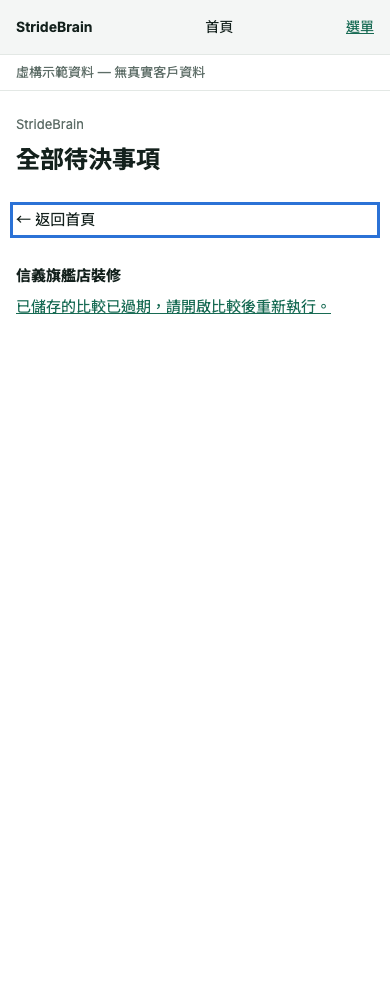 StrideBrain
首頁
選單
虛構示範資料 — 無真實客戶資料
StrideBrain
全部待決事項
← 返回首頁
信義旗艦店裝修
已儲存的比較已過期，請開啟比較後重新執行。